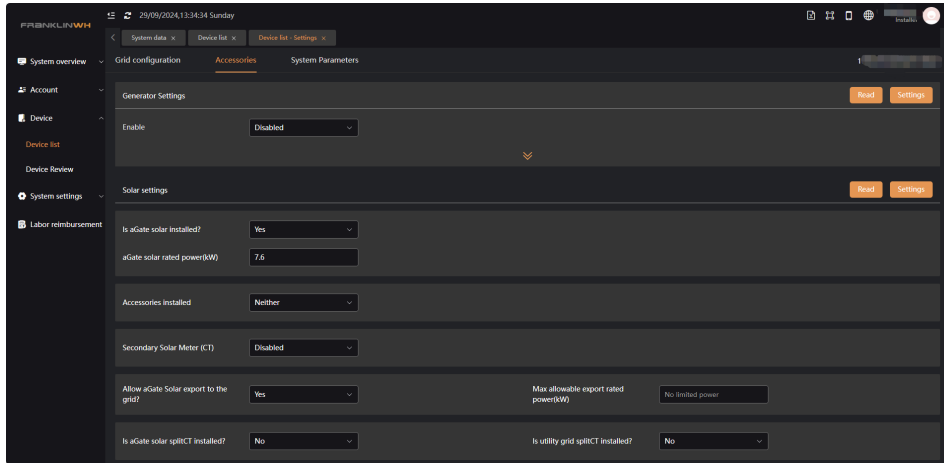 FRANKLINWH
29/09/2024,13:34:34 Sunday
Installer
System data ×
Device list ×
Device list - Settings ×
System overview
Account
Device
Device list
Device Review
System settings
Labor reimbursement
Grid configuration
Accessories
System Parameters
1
Generator Settings
Read
Settings
Enable
Disabled
Solar settings
Read
Settings
Is aGate solar installed?
Yes
aGate solar rated power(kW)
7.6
Accessories installed
Neither
Secondary Solar Meter (CT)
Disabled
Allow aGate Solar export to the
grid?
Yes
Max allowable export rated
power(kW)
No limited power
Is aGate solar splitCT installed?
No
Is utility grid splitCT installed?
No